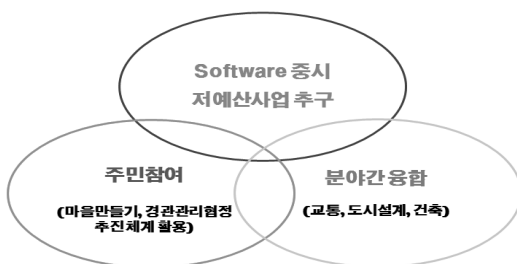 Software 중시
저예산사업 추구
주민참여
(마을만들기, 경관관리협정
추진체계 활용)
분야간 융합
(교통, 도시설계, 건축)